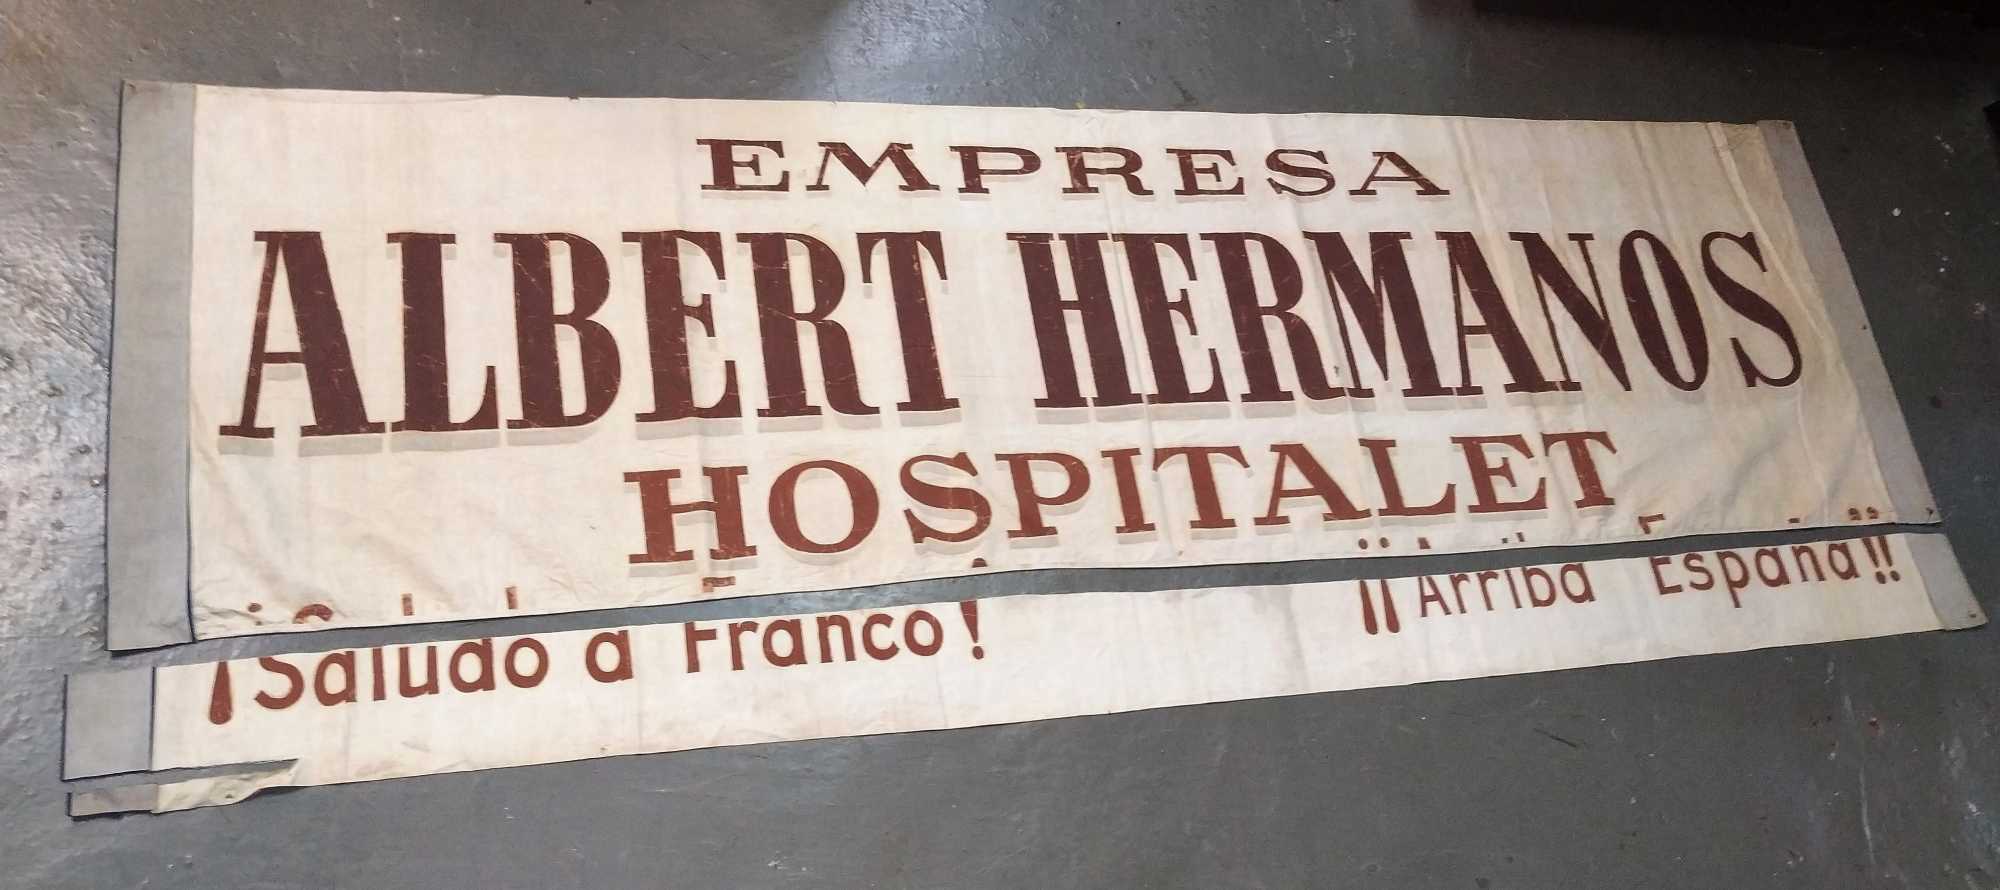 EMPRESA
ALBERT HERMANOS
HOSPITALET
¡Saludo a Franco! ¡¡Arriba España!!